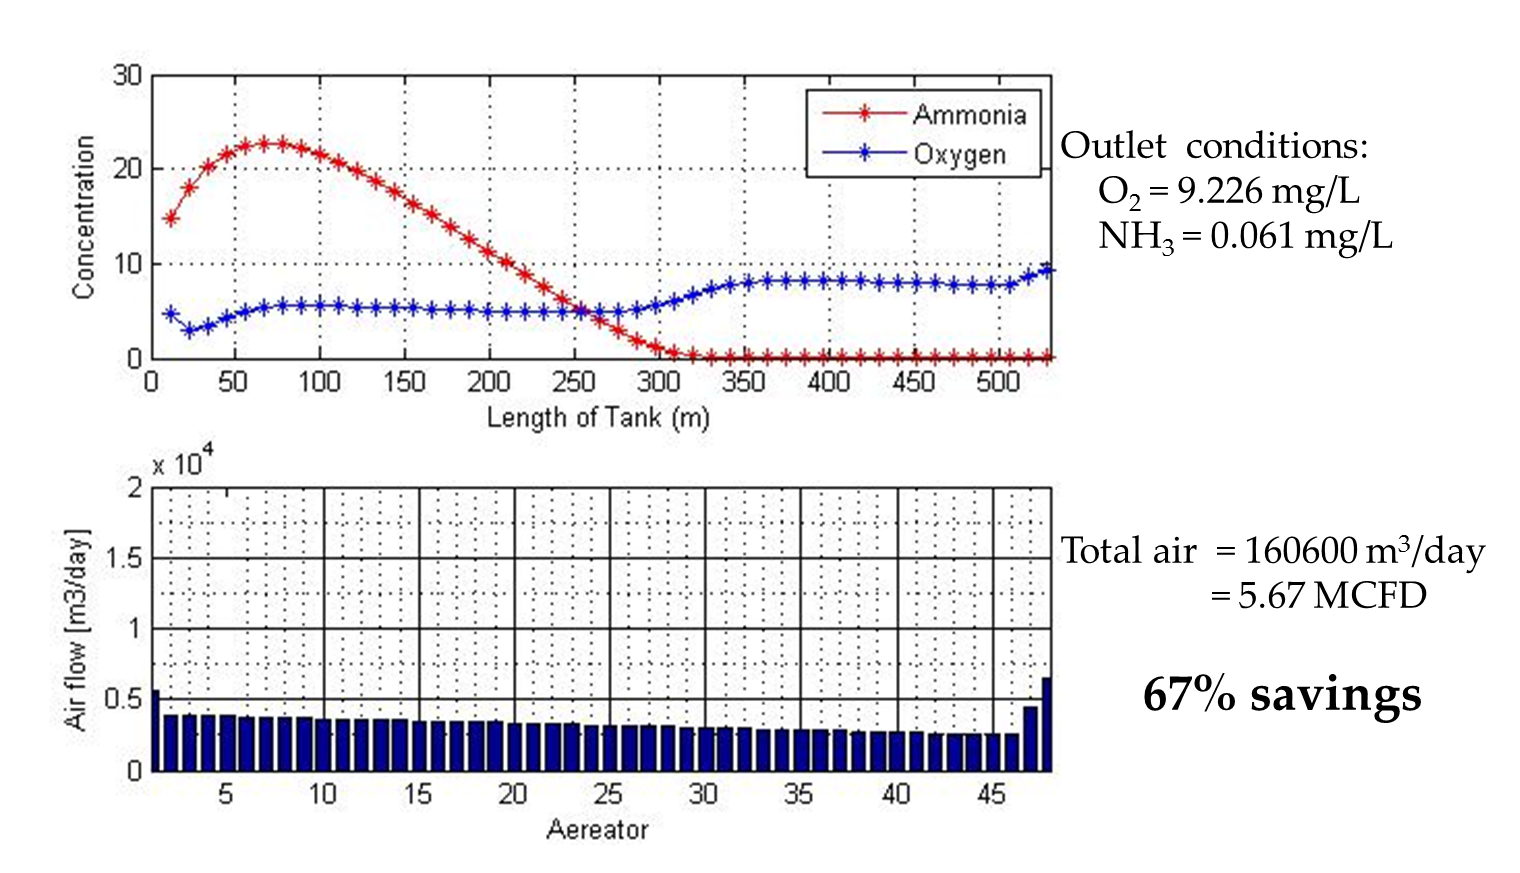 30
20
10
0
Concentration
Ammonia
Oxygen
0 50 100 150 200 250 300 350 400 450 500
Length of Tank (m)
Outlet conditions:
O₂ = 9.226 mg/L
NH₃ = 0.061 mg/L
x 10⁴
2
1.5
1
0.5
0
Air flow [m3/day]
5 10 15 20 25 30 35 40 45
Aereator
Total air = 160600 m³/day
= 5.67 MCFD
67% savings